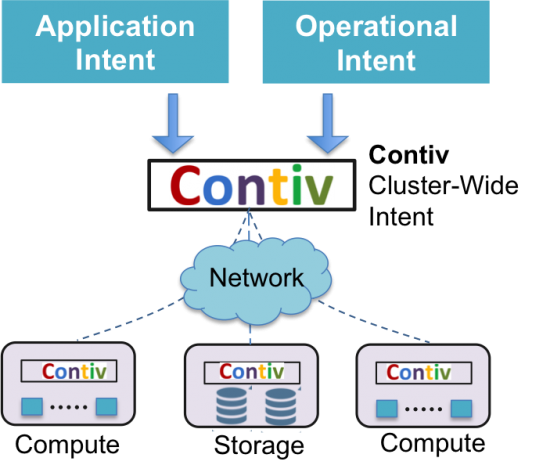 Application
Intent
Operational
Intent
Contiv
Contiv
Cluster-Wide
Intent
Network
Contiv
Contiv
Contiv
Compute
Storage
Compute